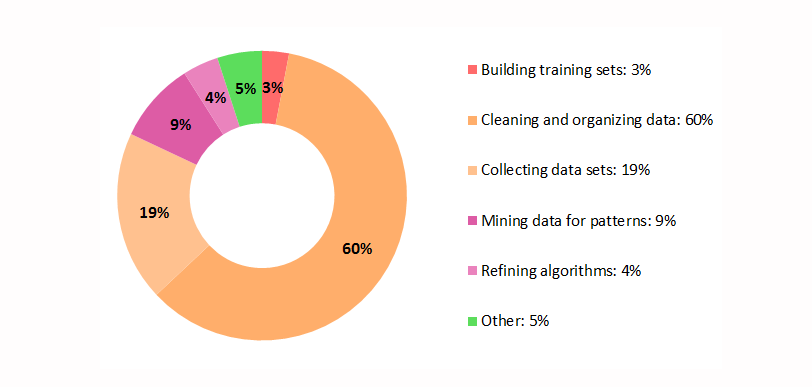 5%
3%
4%
9%
19%
60%
Building training sets: 3%
Cleaning and organizing data: 60%
Collecting data sets: 19%
Mining data for patterns: 9%
Refining algorithms: 4%
Other: 5%